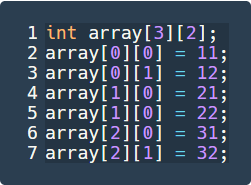 1 int array[3][2];
2 array[0][0] = 11;
3 array[0][1] = 12;
4 array[1][0] = 21;
5 array[1][0] = 22;
6 array[2][0] = 31;
7 array[2][1] = 32;